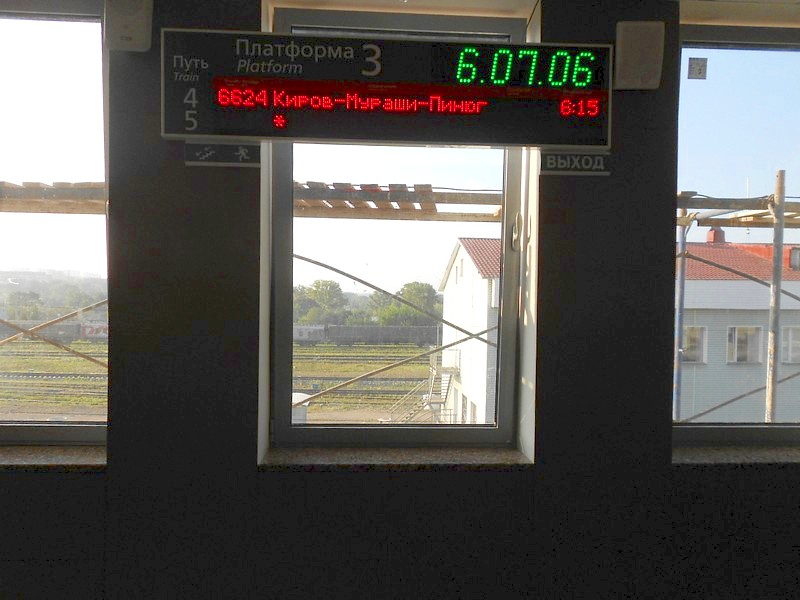 Платформа 3 6.07.06
Путь Platform
Train
4 6624 Киров-Мураши-Пинюг 6:15
5 *
ВЫХОД